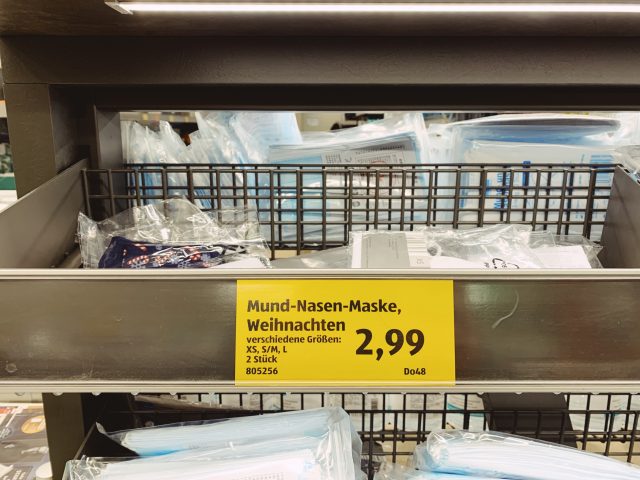 Mund-Nasen-Maske,
Weihnachten
verschiedene Größen:
XS, S/M, L
2 Stück
2,99
805256
Do48